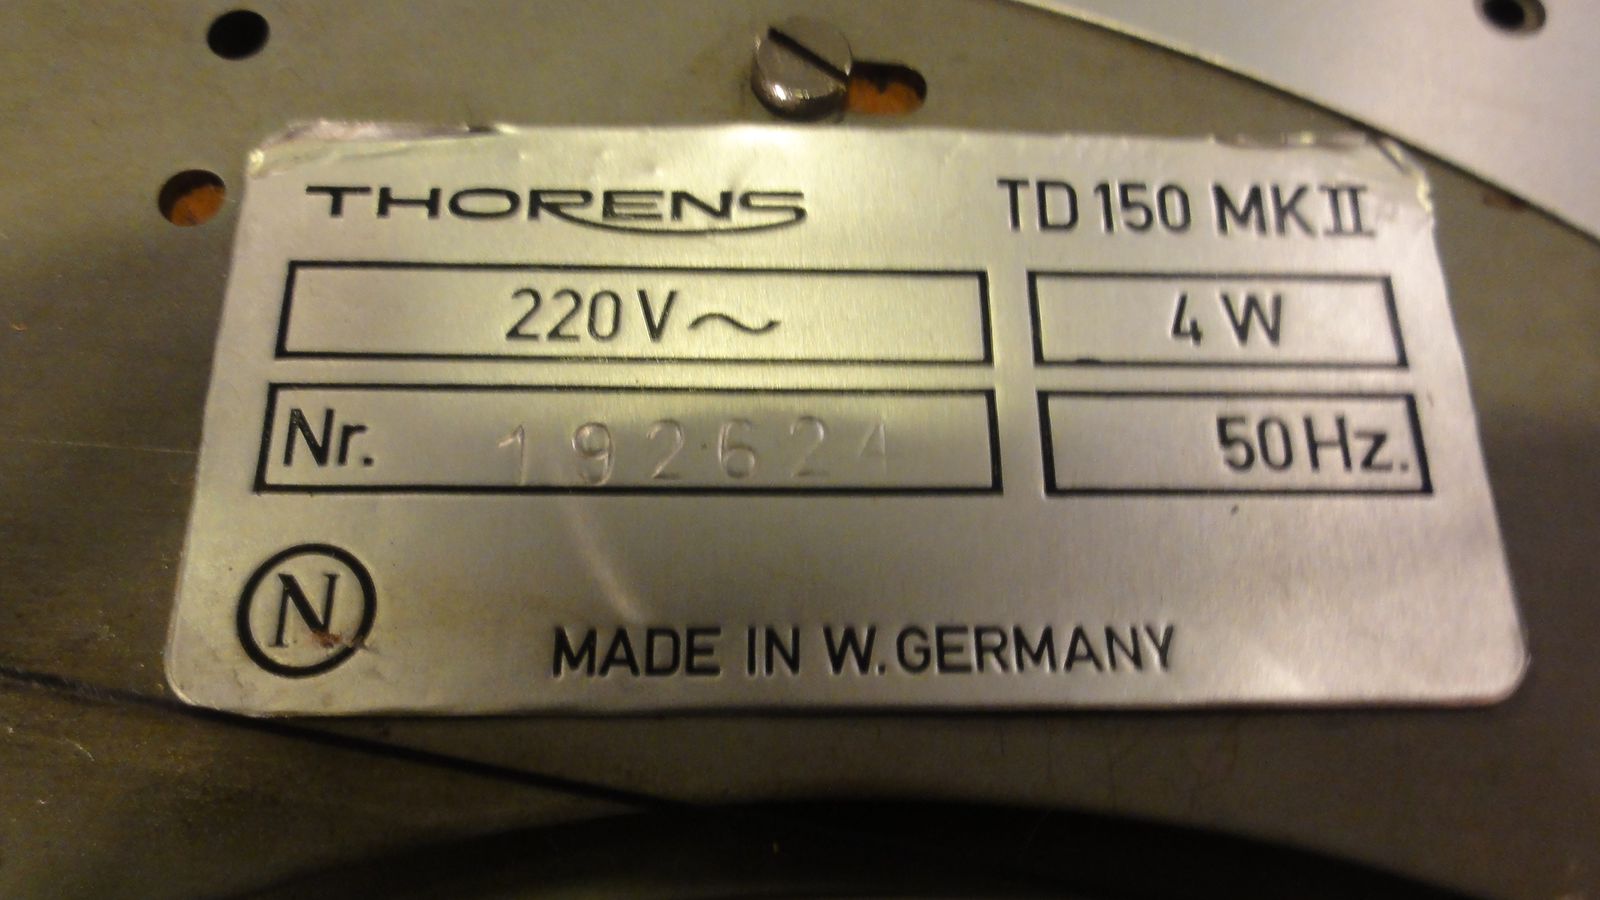 THORENS TD 150 MK II
220 V ~ 4 W
Nr. 192624 50 Hz.
N
MADE IN W. GERMANY